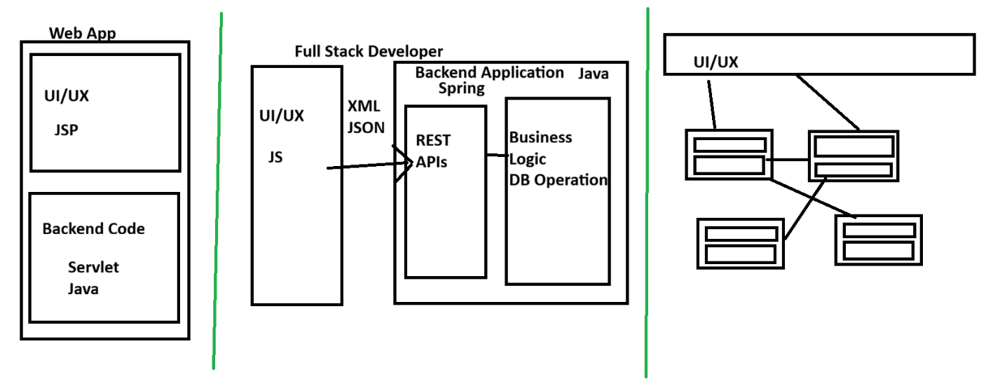 Web App
UI/UX
JSP
Backend Code
Servlet
Java
Full Stack Developer
UI/UX
JS
XML
JSON
Backend Application Java
Spring
REST
APIs
Business
Logic
DB Operation
UI/UX